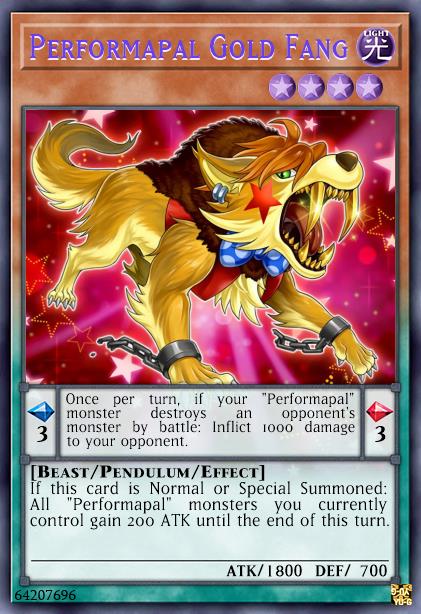 Performapal Gold Fang
LIGHT
光
Once per turn, if your "Performapal"
monster destroys an opponent's
monster by battle: Inflict 1000 damage
to your opponent.
3
3
[Beast/Pendulum/Effect]
If this card is Normal or Special Summoned:
All "Performapal" monsters you currently
control gain 200 ATK until the end of this turn.
ATK/1800 DEF/ 700
64207696